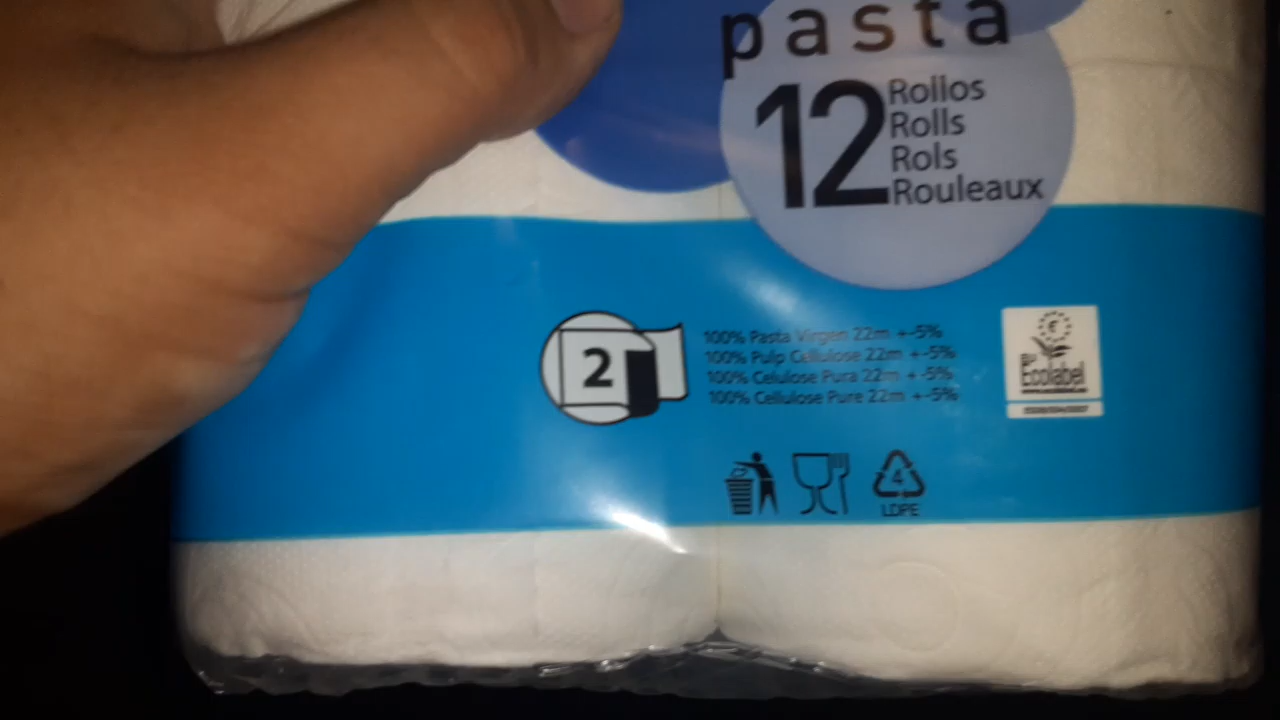 pasta
12
Rollos
Rolls
Rols
Rouleaux
2
100% Pasta Virgen 22m +-5%
100% Pulp Cellulose 22m +-5%
100% Celulose Pura 22m +-5%
100% Cellulose Pure 22m +-5%
Ecolabel
4
LDPE